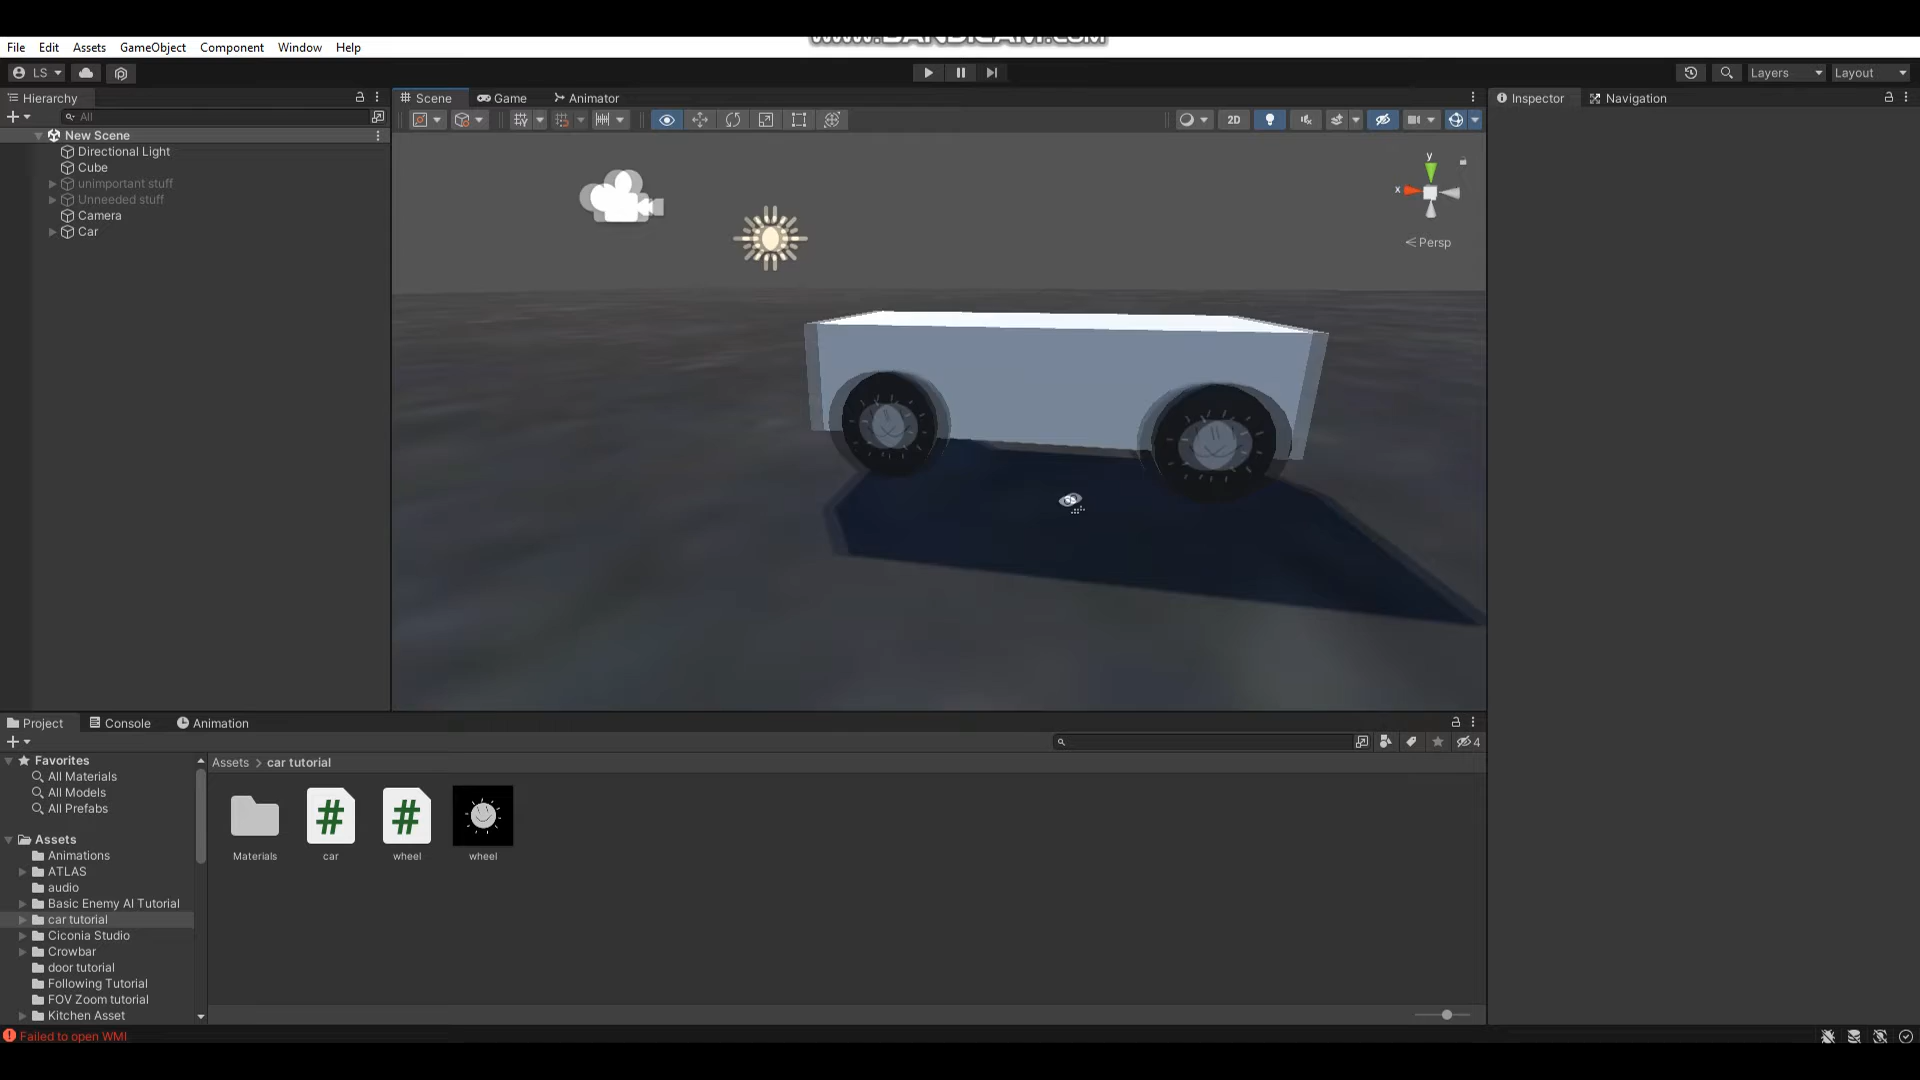 www.BANDICAM.com
File Edit Assets GameObject Component Window Help
LS Layers Layout
Hierarchy Scene Game Animator Inspector Navigation
All 2D
New Scene
Directional Light
Cube
unimportant stuff
Unneeded stuff
Camera
Car
y
x
Persp
Project Console Animation
4
Favorites Assets > car tutorial
All Materials
All Models
All Prefabs
Assets
Animations Materials car wheel wheel
ATLAS
audio
Basic Enemy AI Tutorial
car tutorial
Ciconia Studio
Crowbar
door tutorial
Following Tutorial
FOV Zoom tutorial
Kitchen Asset
Failed to open WMI